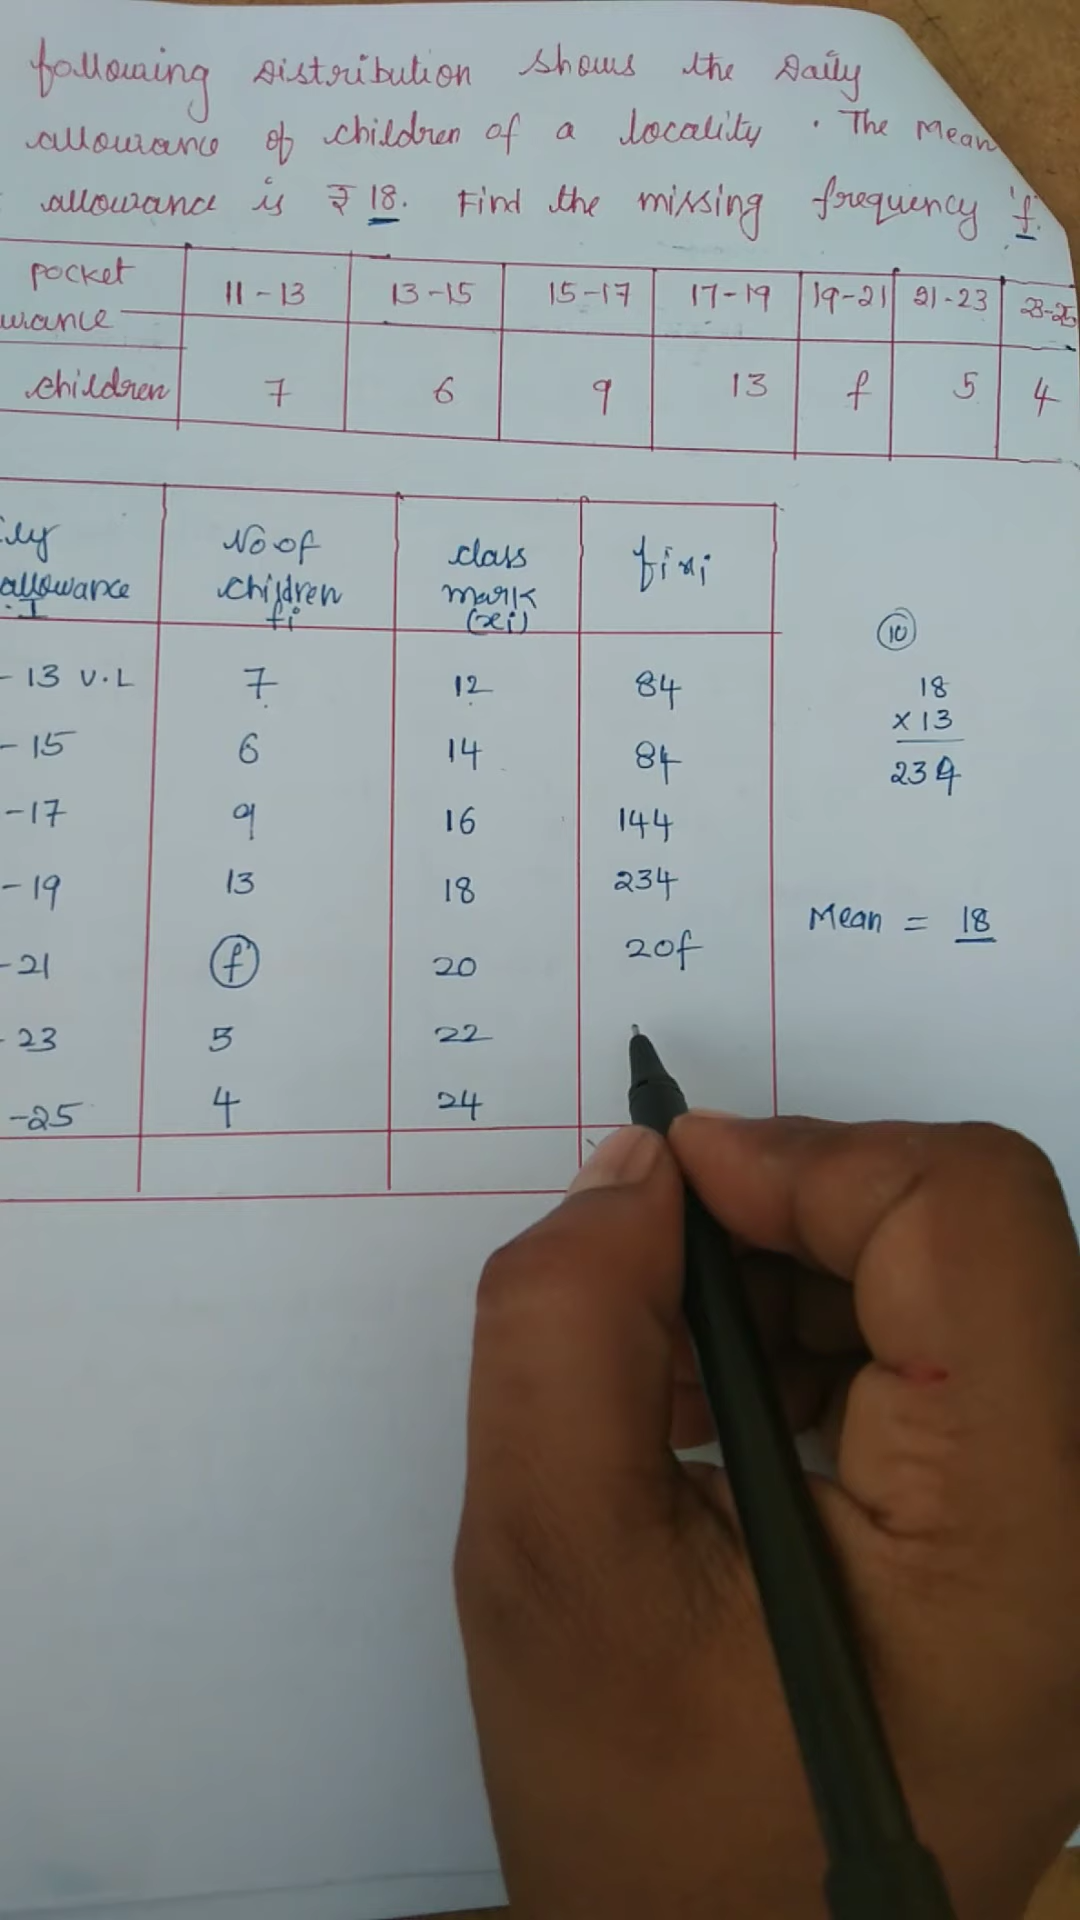 following distribution shows the daily
allowance of children of a locality. The Mean
allowance is ₹ 18. Find the missing frequency 'f'.
pocket 11-13 13-15 15-17 17-19 19-21 21-23 23-25
wance
children 7 6 9 13 f 5 4
ily No of class fixi
allowance children mark
C.I fi (xi)
- 13 U.L 7 12 84
- 15 6 14 84
-17 9 16 144
-19 13 18 234
-21 f 20 20f
- 23 5 22
-25 4 24
10
18
x 13
234
Mean = 18